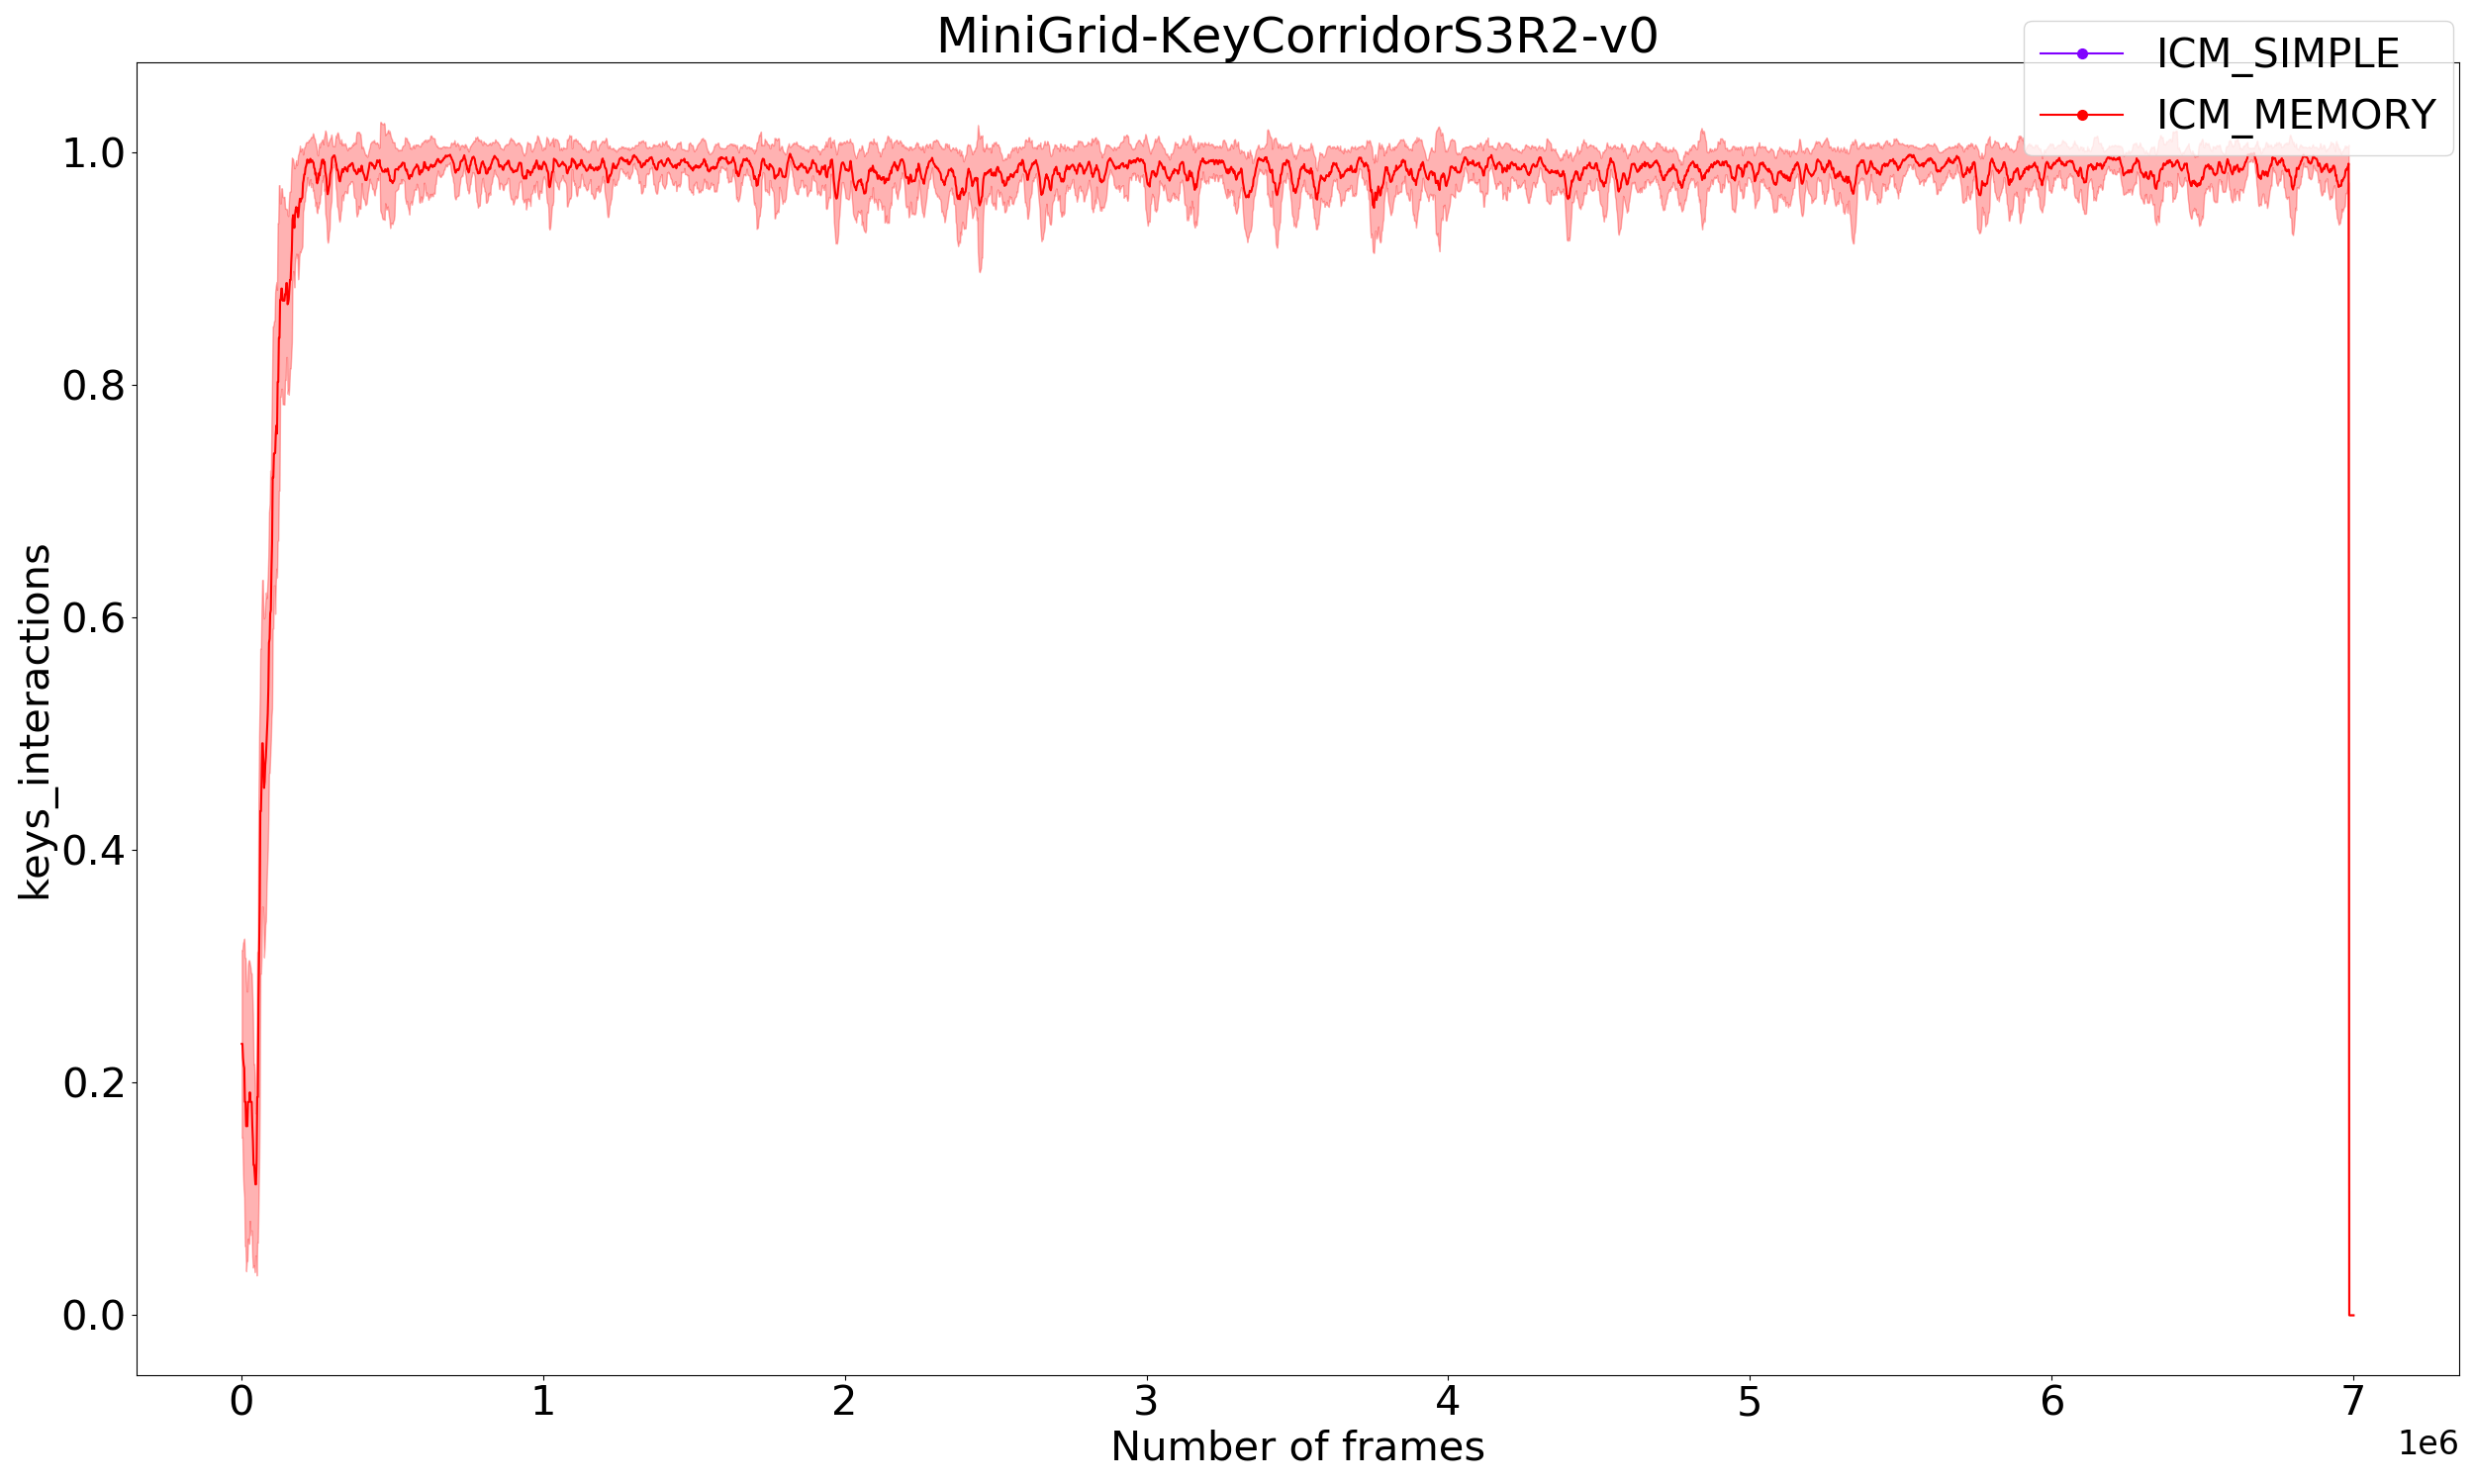 MiniGrid-KeyCorridorS3R2-v0
ICM_SIMPLE
ICM_MEMORY
keys_interactions
1.0
0.8
0.6
0.4
0.2
0.0
0 1 2 3 4 5 6 7
1e6
Number of frames